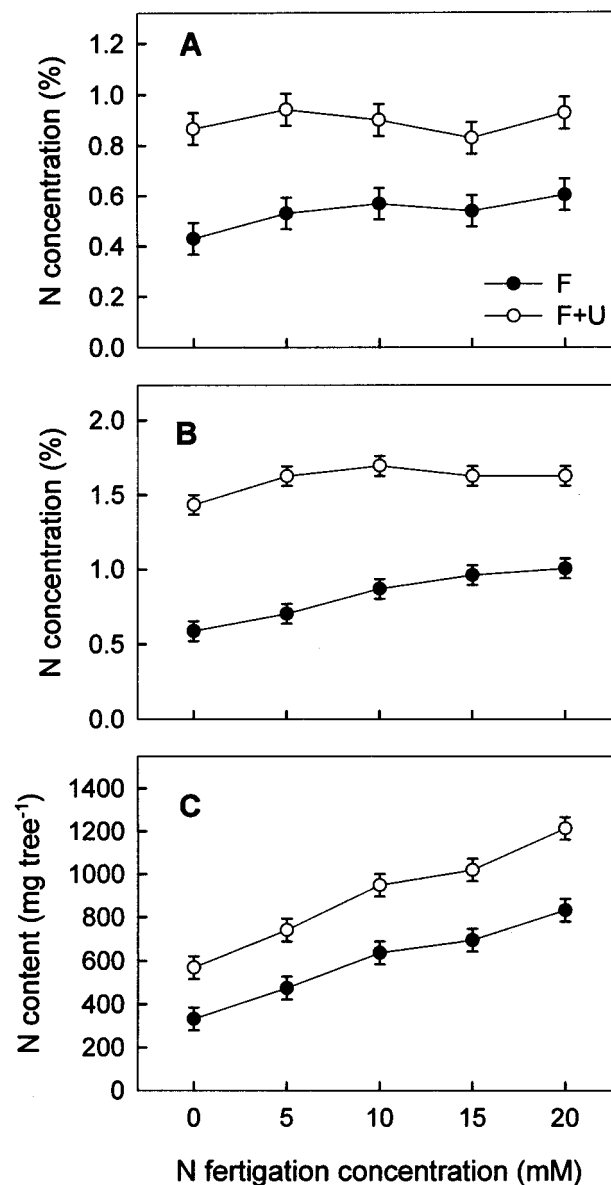 A
N concentration (%)
1.2
1.0
0.8
0.6
0.4
0.2
0.0
F
F+U
B
N concentration (%)
2.0
1.5
1.0
0.5
0.0
C
N content (mg tree⁻¹)
1400
1200
1000
800
600
400
200
0
0 5 10 15 20
N fertigation concentration (mM)